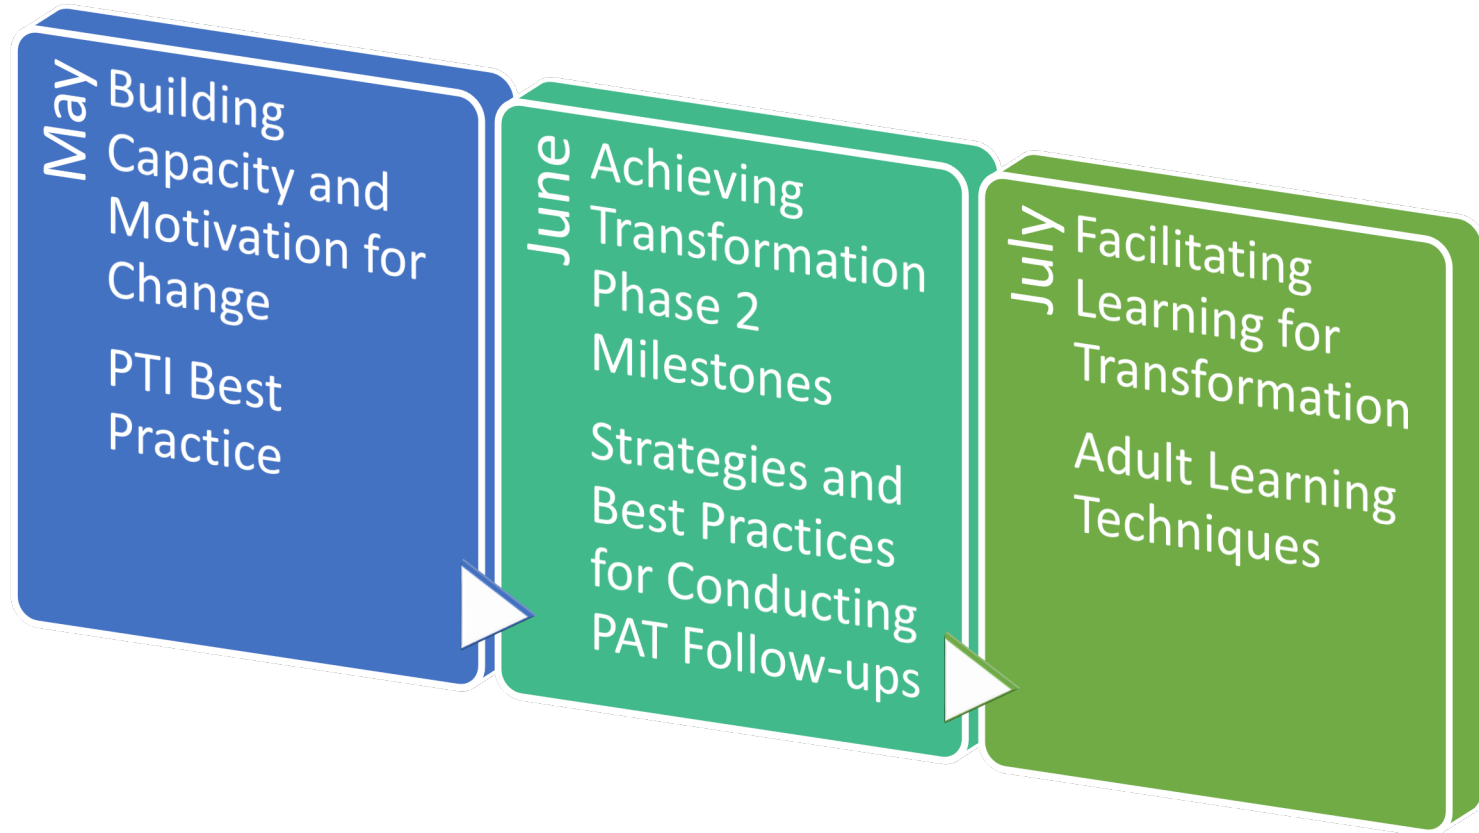 May
Building
Capacity and
Motivation for
Change
PTI Best
Practice
June
Achieving
Transformation
Phase 2
Milestones
Strategies and
Best Practices
for Conducting
PAT Follow-ups
July
Facilitating
Learning for
Transformation
Adult Learning
Techniques